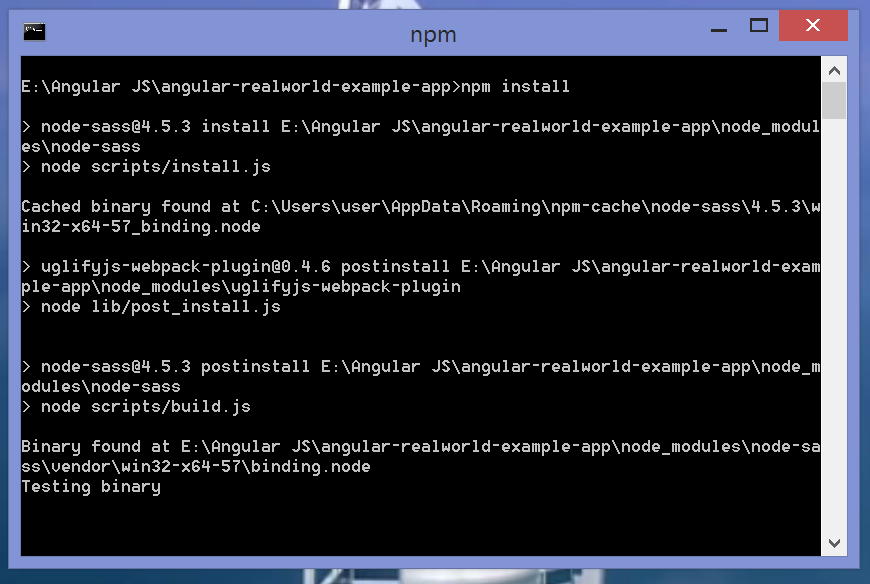 npm
E:\Angular JS\angular-realworld-example-app>npm install
> node-sass@4.5.3 install E:\Angular JS\angular-realworld-example-app\node_modul
es\node-sass
> node scripts/install.js
Cached binary found at C:\Users\user\AppData\Roaming\npm-cache\node-sass\4.5.3\w
in32-x64-57_binding.node
> uglifyjs-webpack-plugin@0.4.6 postinstall E:\Angular JS\angular-realworld-exam
ple-app\node_modules\uglifyjs-webpack-plugin
> node lib/post_install.js
> node-sass@4.5.3 postinstall E:\Angular JS\angular-realworld-example-app\node_m
odules\node-sass
> node scripts/build.js
Binary found at E:\Angular JS\angular-realworld-example-app\node_modules\node-sa
ss\vendor\win32-x64-57\binding.node
Testing binary